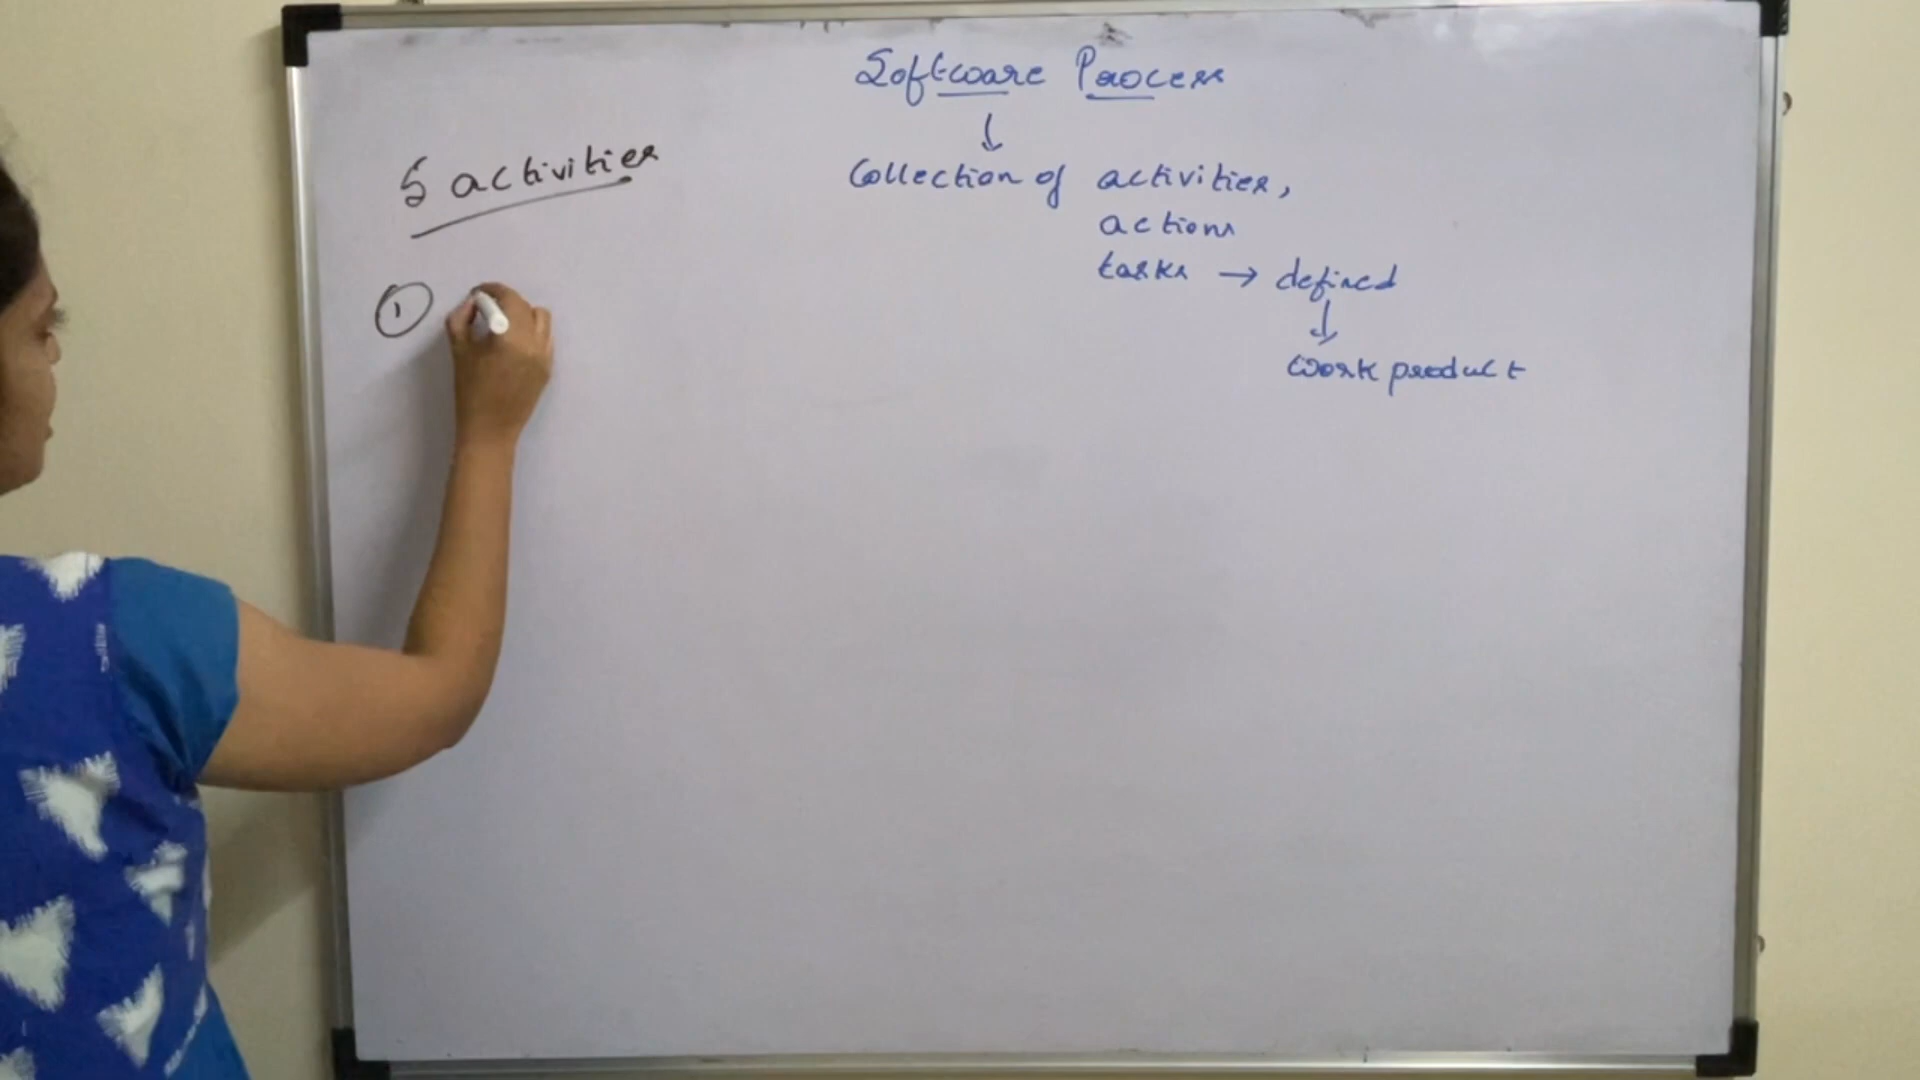 Software Process
↓
Collection of activities,
actions
tasks → defined
↓
Work product
5 activities
①